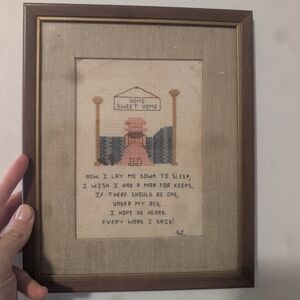 HOME
SWEET HOME
NOW I LAY ME DOWN TO SLEEP,
I WISH I HAD A MAN FOR KEEPS.
IF THERE SHOULD BE ONE
UNDER MY BED,
I HOPE HE HEARD
EVERY WORD I SAID!